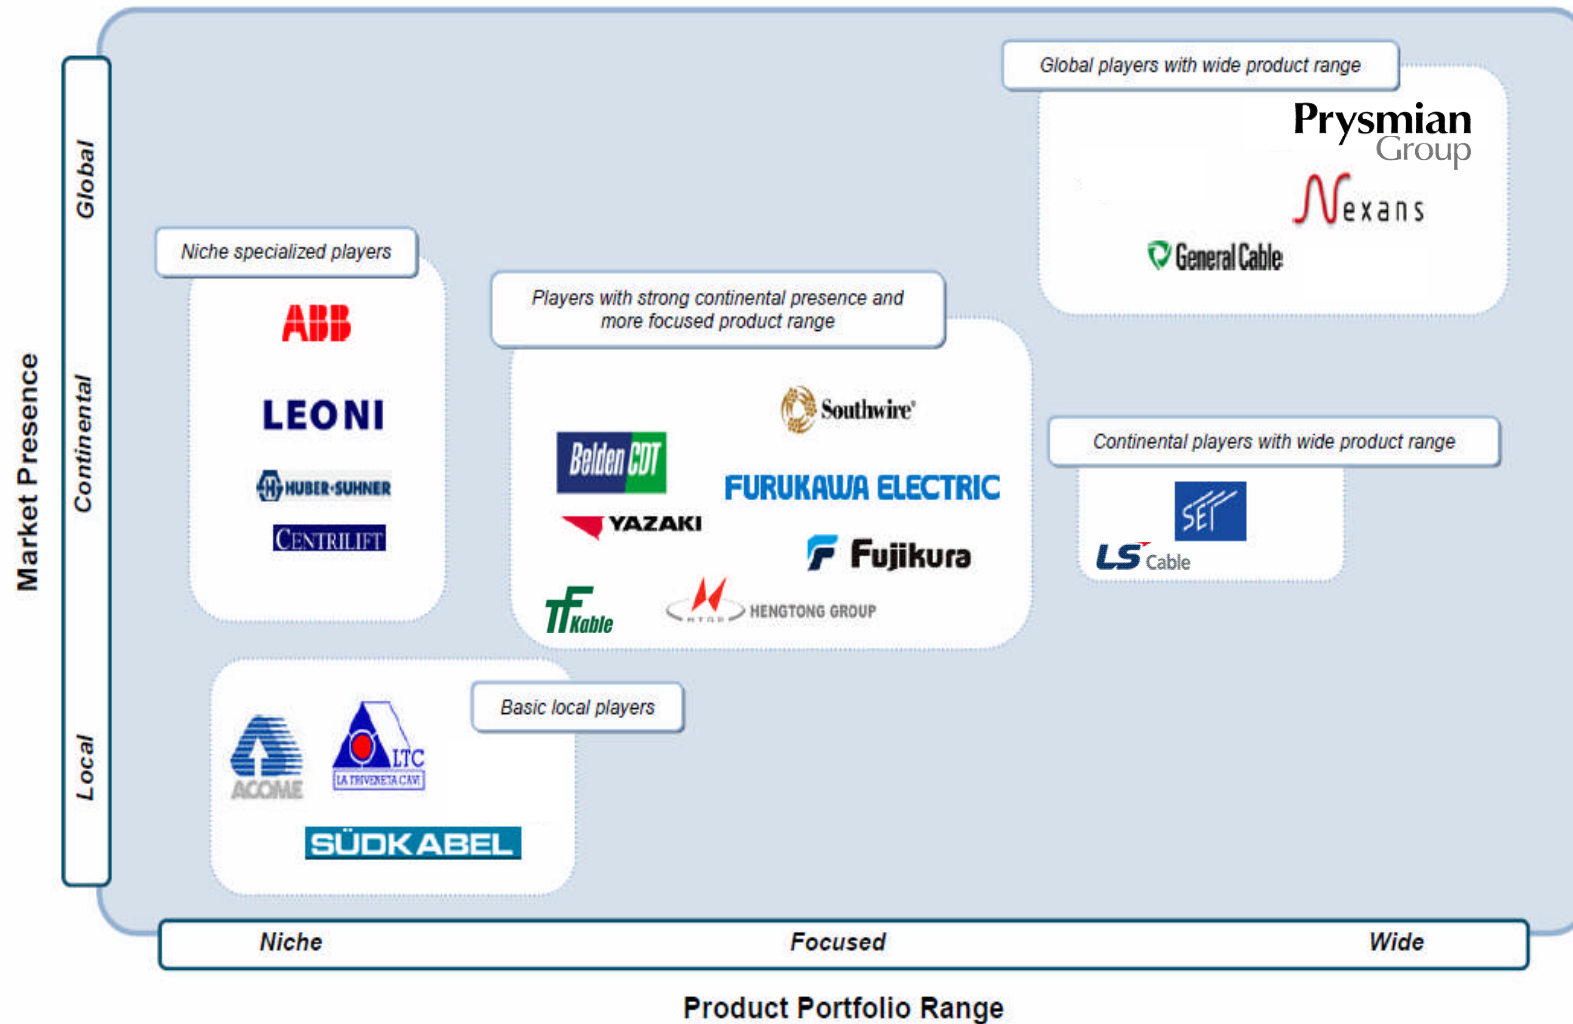 Global players with wide product range
Prysmian
Group
Nexans
General Cable
Niche specialized players
ABB
LEONI
HUBER+SUHNER
CENTRILIFT
Players with strong continental presence and
more focused product range
Southwire®
Belden CDT
FURUKAWA ELECTRIC
YAZAKI
Fujikura
TF Kable
HTGD HENGTONG GROUP
Continental players with wide product range
SEI
LS Cable
Basic local players
ACOME
LTC
LA TRIVENETA CAVI
SÜDKABEL
Market Presence
Global
Continental
Local
Niche
Focused
Wide
Product Portfolio Range